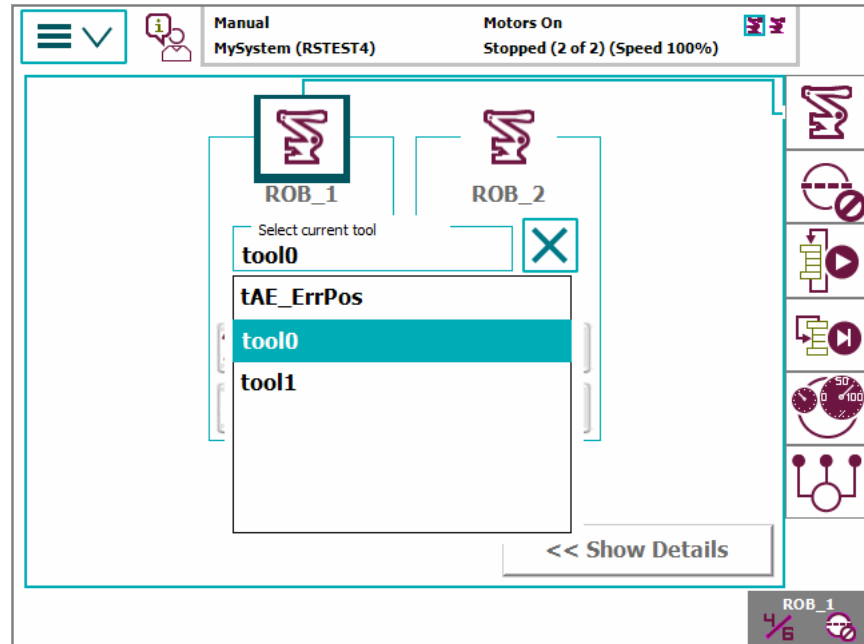 Manual
MySystem (RSTEST4)
Motors On
Stopped (2 of 2) (Speed 100%)
ROB_1
ROB_2
Select current tool
tool0
tAE_ErrPos
tool0
tool1
<< Show Details
50
0
100
%
ROB_1
4/6